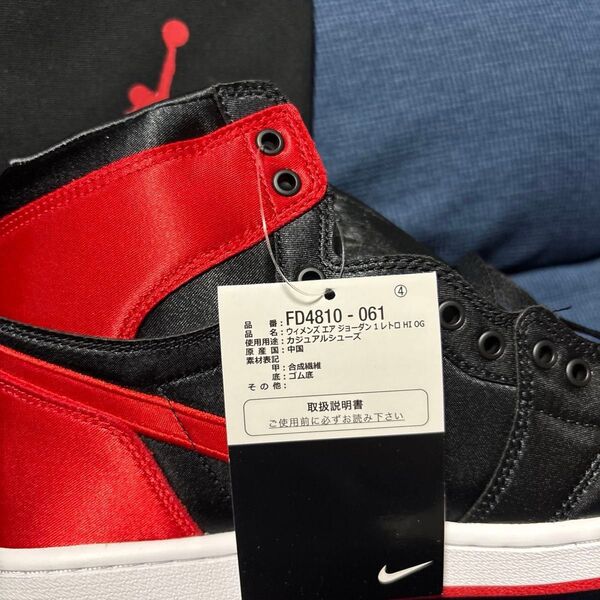 ④
品 番:FD4810-061
品 名:ウィメンズ エア ジョーダン 1 レトロ HI OG
使用用途:カジュアルシューズ
原 産 国:中国
素材表記
甲:合成繊維
底:ゴム底
そ の 他:
取扱説明書
ご使用前に必ずお読み下さい